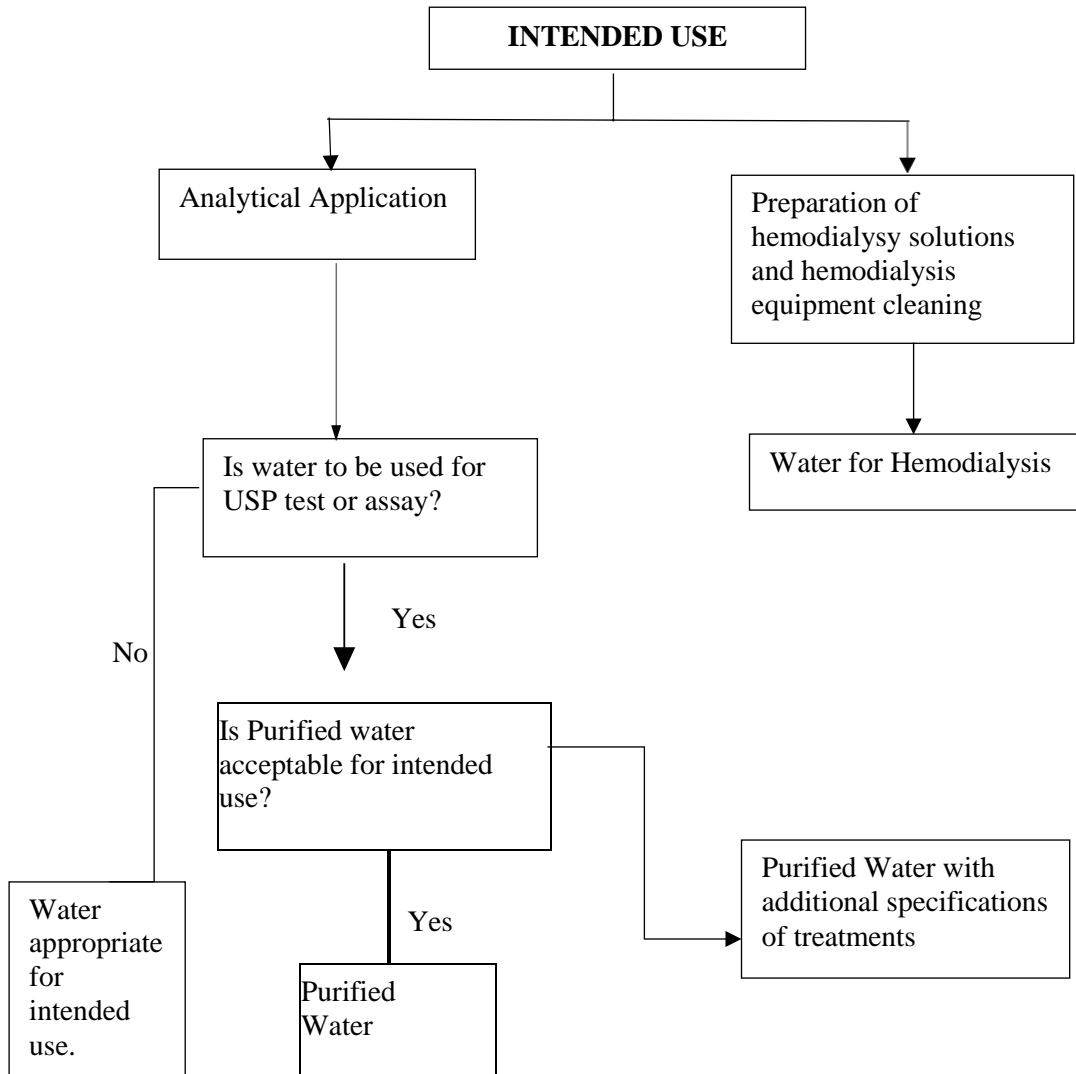 INTENDED USE
Analytical Application
Preparation of
hemodialysy solutions
and hemodialysis
equipment cleaning
Is water to be used for
USP test or assay?
Water for Hemodialysis
Yes
No
Is Purified water
acceptable for intended
use?
Purified Water with
additional specifications
of treatments
Yes
Water
appropriate
for
intended
use.
Purified
Water